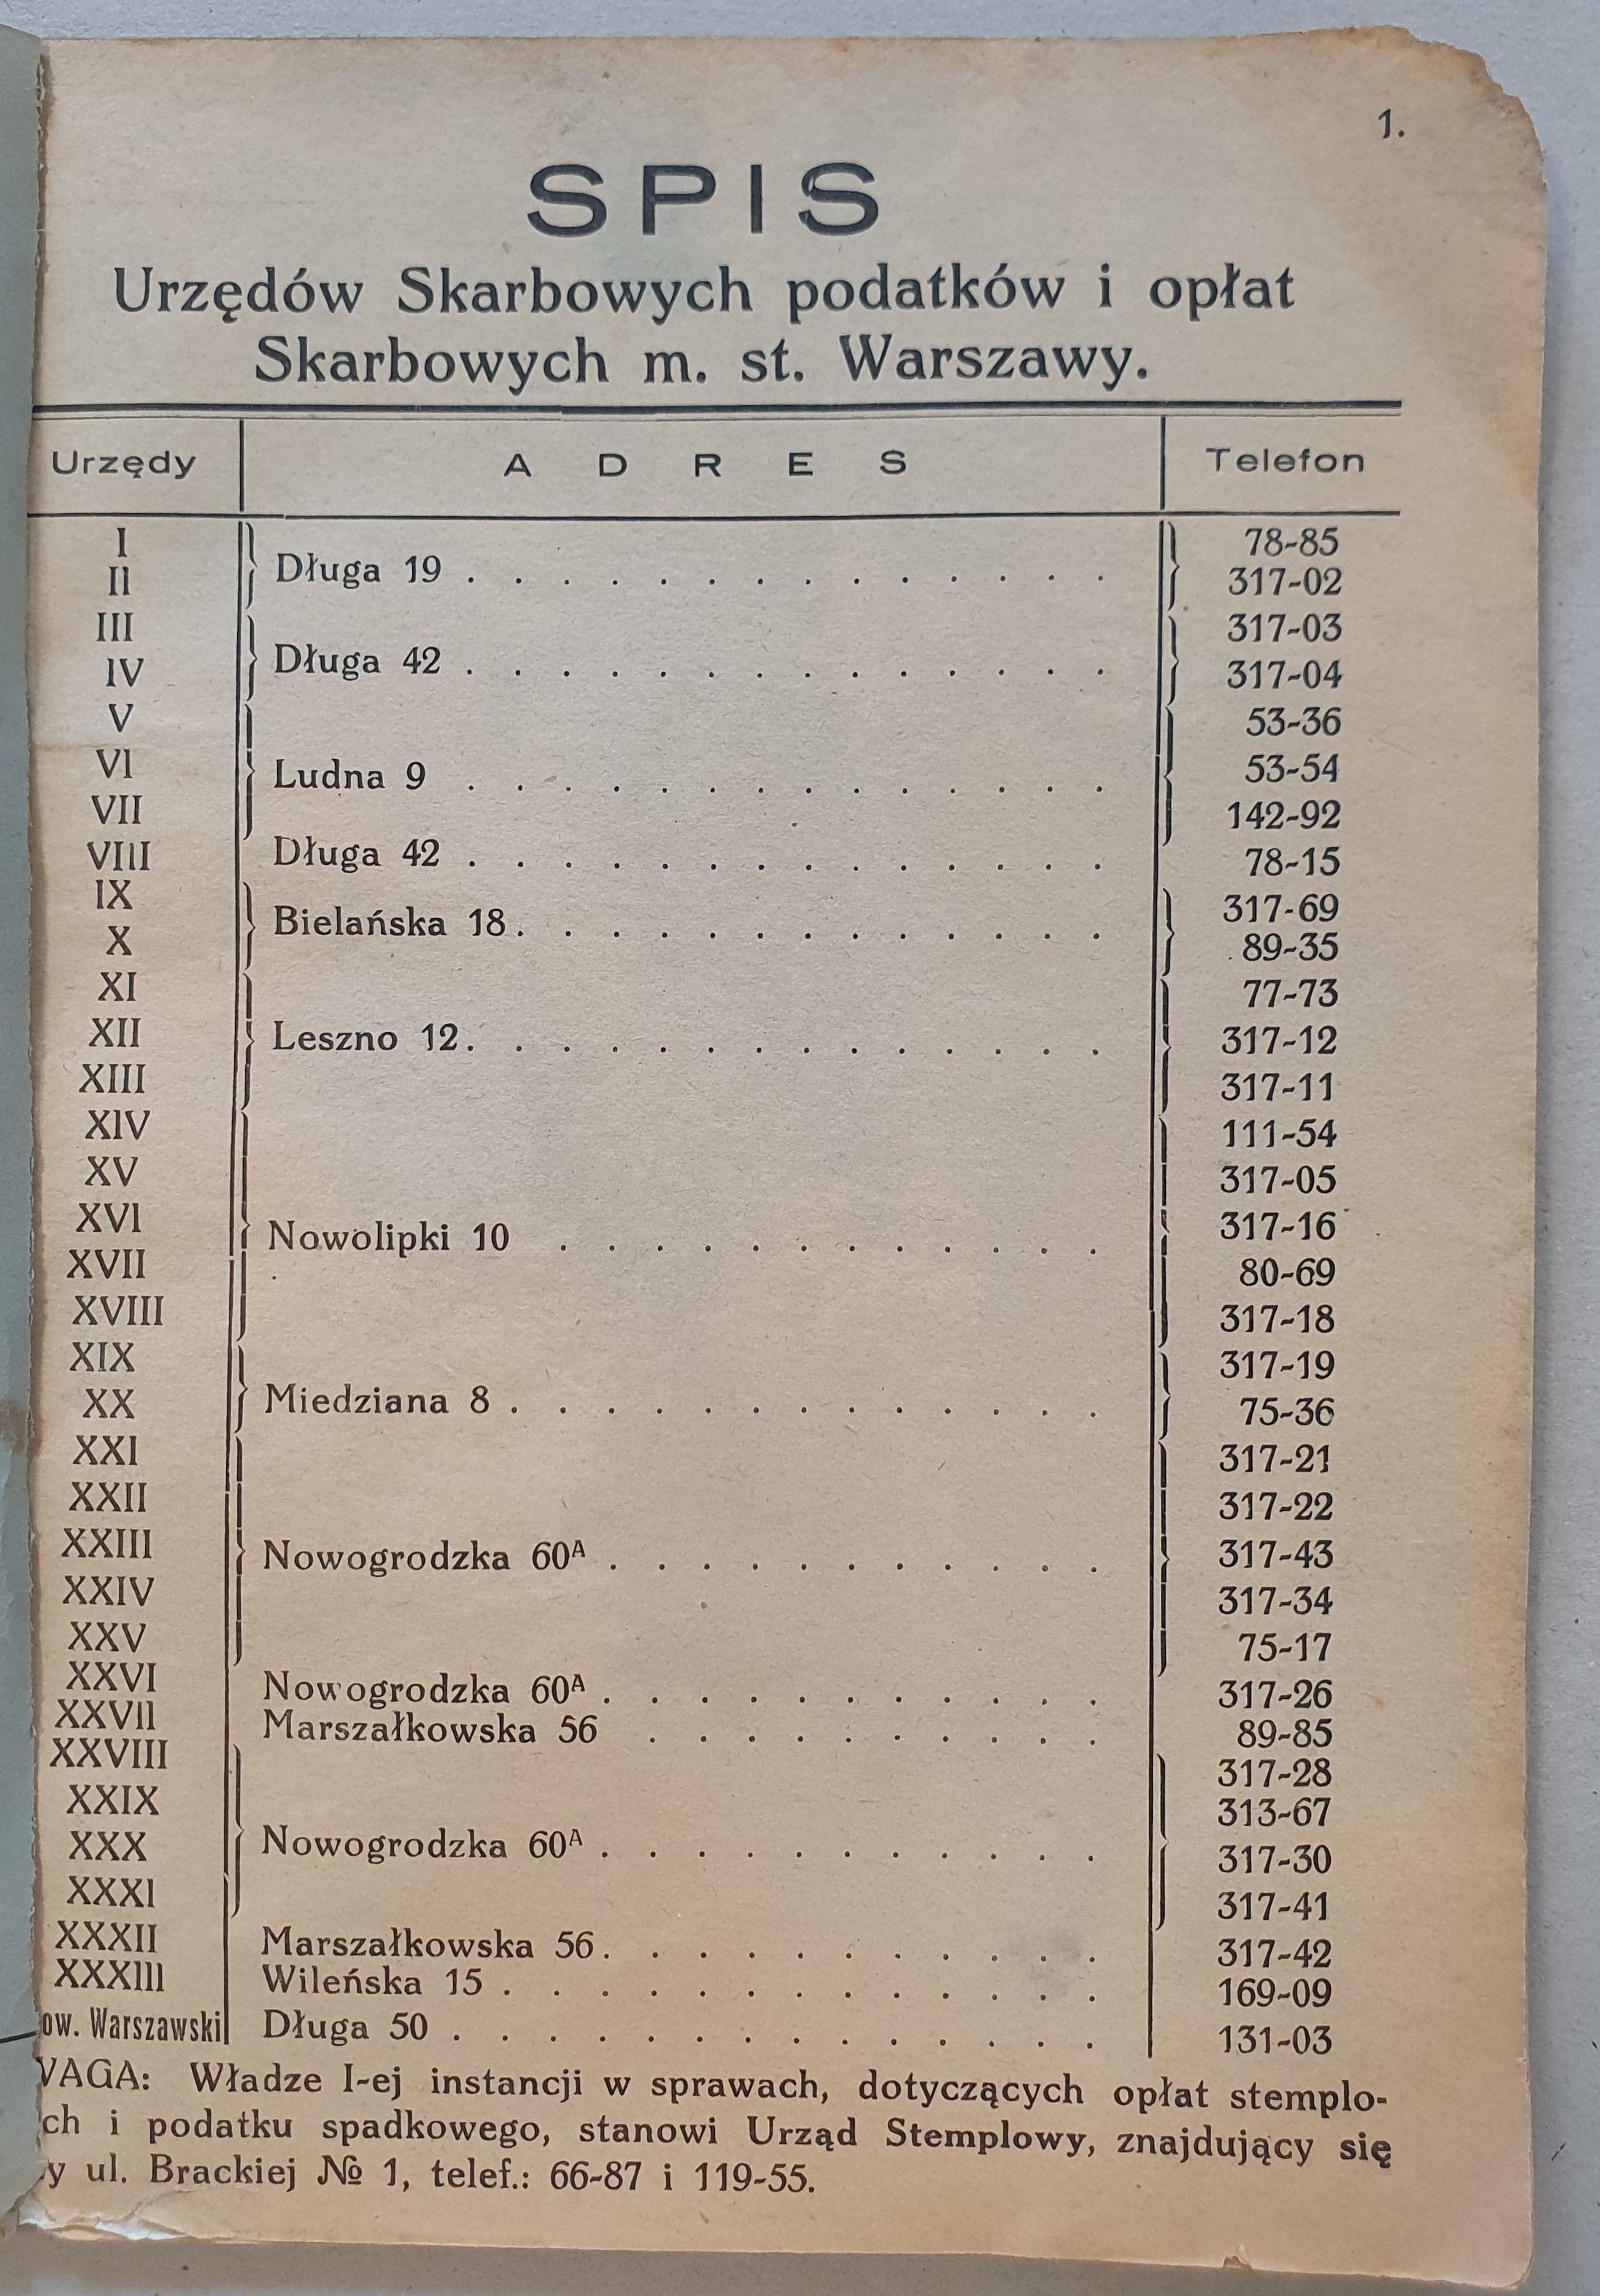 1.
SPIS
Urzędów Skarbowych podatków i opłat
Skarbowych m. st. Warszawy.
Urzędy ADRES Telefon
I 78-85
Długa 19 . . . . . . . . . . . . . .
II 317-02
III 317-03
Długa 42 . . . . . . . . . . . . . .
IV 317-04
V 53-36
VI Ludna 9 . . . . . . . . . . . . . . 53-54
VII 142-92
VIII Długa 42 . . . . . . . . . . . . . . 78-15
IX 317-69
Bielańska 18 . . . . . . . . . . . . .
X 89-35
XI 77-73
XII Leszno 12 . . . . . . . . . . . . . . 317-12
XIII 317-11
XIV 111-54
XV 317-05
XVI Nowolipki 10 . . . . . . . . . . . . 317-16
XVII 80-69
XVIII 317-18
XIX 317-19
XX Miedziana 8 . . . . . . . . . . . . . 75-36
XXI 317-21
XXII 317-22
XXIII Nowogrodzka 60A . . . . . . . . . . . 317-43
XXIV 317-34
XXV 75-17
XXVI Nowogrodzka 60A . . . . . . . . . . . 317-26
XXVII Marszałkowska 56 . . . . . . . . . . 89-85
XXVIII 317-28
XXIX 313-67
XXX Nowogrodzka 60A . . . . . . . . . . . 317-30
XXXI 317-41
XXXII Marszałkowska 56 . . . . . . . . . . . 317-42
XXXIII Wileńska 15 . . . . . . . . . . . . . 169-09
ow. Warszawski Długa 50 . . . . . . . . . . . . . . 131-03
WAGA: Władze I-ej instancji w sprawach, dotyczących opłat stemplo-
ch i podatku spadkowego, stanowi Urząd Stemplowy, znajdujący się
y ul. Brackiej № 1, telef.: 66-87 i 119-55.